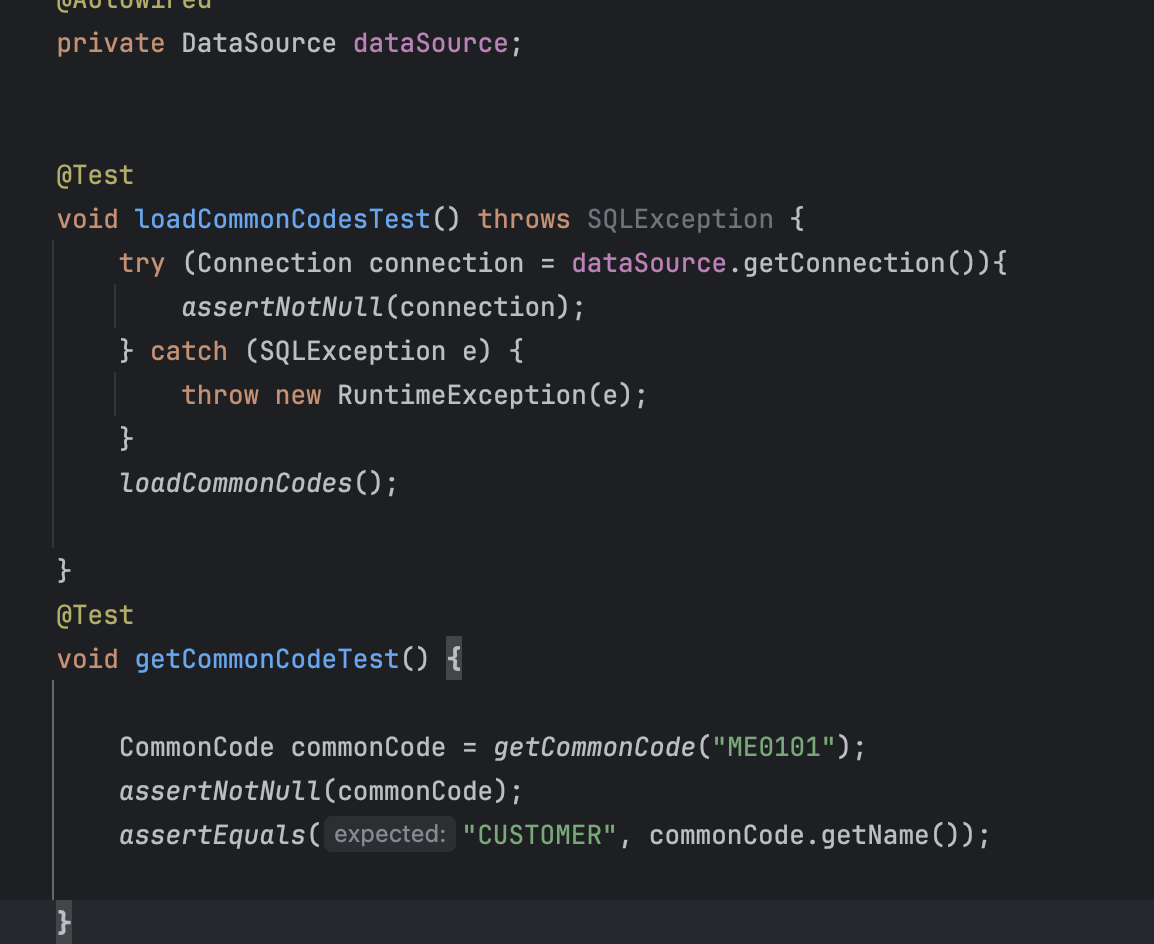 @Autowired
private DataSource dataSource;
@Test
void loadCommonCodesTest() throws SQLException {
try (Connection connection = dataSource.getConnection()){
assertNotNull(connection);
} catch (SQLException e) {
throw new RuntimeException(e);
}
loadCommonCodes();
}
@Test
void getCommonCodeTest() {
CommonCode commonCode = getCommonCode("ME0101");
assertNotNull(commonCode);
assertEquals( expected: "CUSTOMER", commonCode.getName());
}